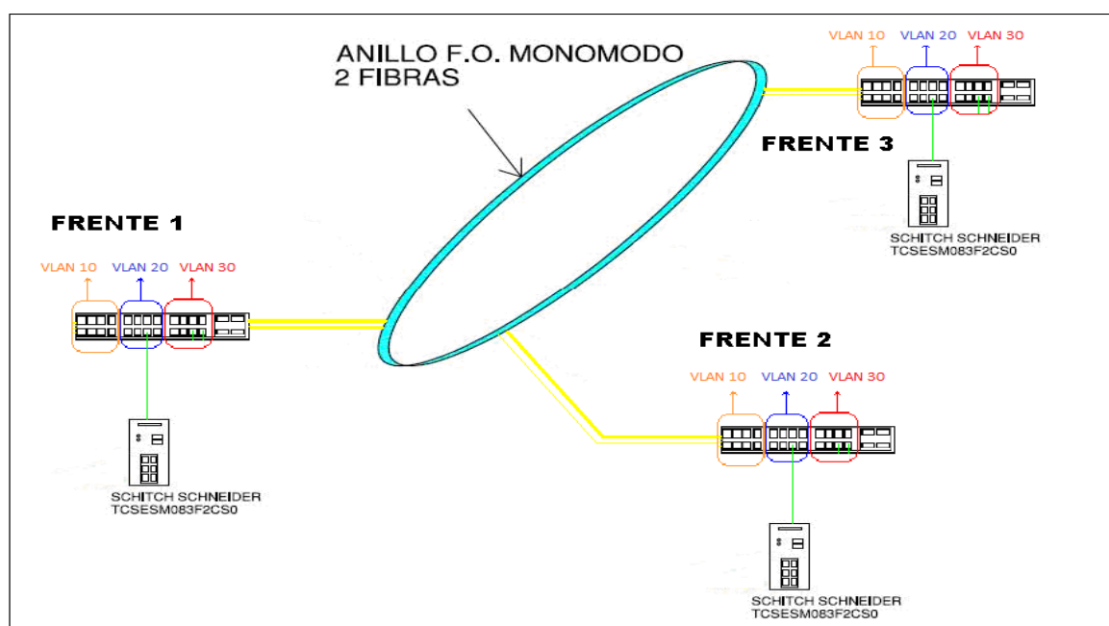 ANILLO F.O. MONOMODO
2 FIBRAS
VLAN 10 VLAN 20 VLAN 30
FRENTE 3
SCHITCH SCHNEIDER
TCSESM083F2CS0
FRENTE 1
VLAN 10 VLAN 20 VLAN 30
SCHITCH SCHNEIDER
TCSESM083F2CS0
FRENTE 2
VLAN 10 VLAN 20 VLAN 30
SCHITCH SCHNEIDER
TCSESM083F2CS0